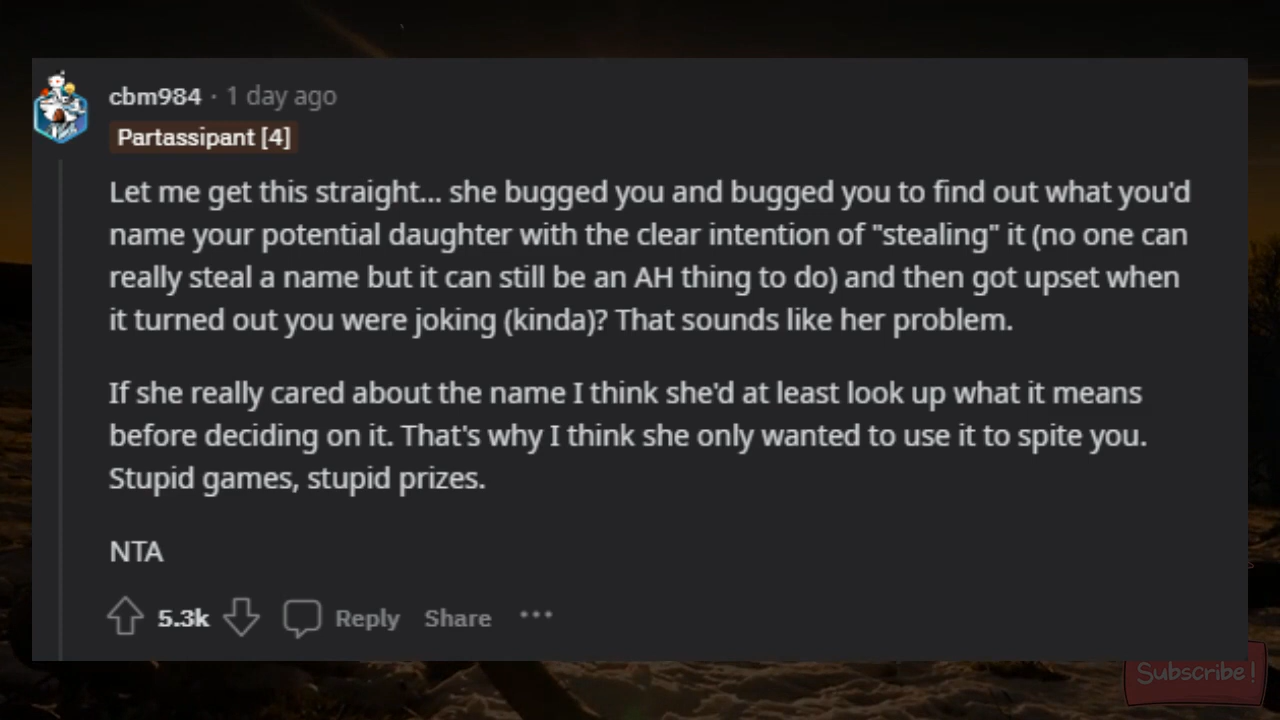 cbm984 · 1 day ago
Partassipant [4]
Let me get this straight... she bugged you and bugged you to find out what you'd
name your potential daughter with the clear intention of "stealing" it (no one can
really steal a name but it can still be an AH thing to do) and then got upset when
it turned out you were joking (kinda)? That sounds like her problem.
If she really cared about the name I think she'd at least look up what it means
before deciding on it. That's why I think she only wanted to use it to spite you.
Stupid games, stupid prizes.
NTA
5.3k Reply Share ···
Subscribe!